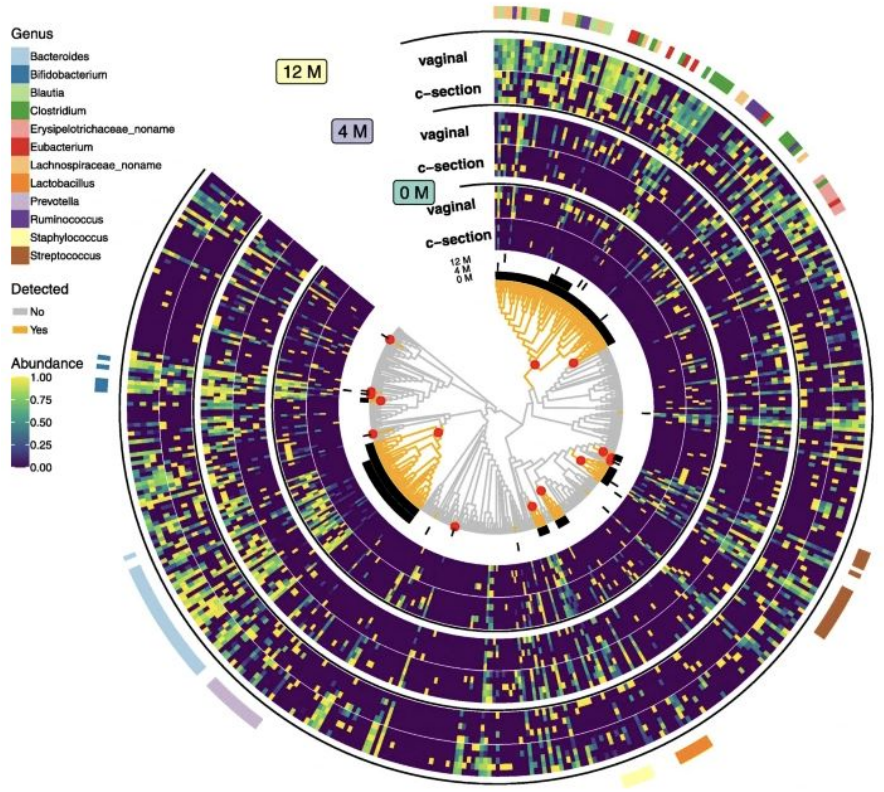 Genus
Bacteroides
Bifidobacterium
Blautia
Clostridium
Erysipelotrichaceae_noname
Eubacterium
Lachnospiraceae_noname
Lactobacillus
Prevotella
Ruminococcus
Staphylococcus
Streptococcus
Detected
No
Yes
Abundance
1.00
0.75
0.50
0.25
0.00
12 M
vaginal
c-section
4 M
vaginal
c-section
0 M
vaginal
c-section
12 M
4 M
0 M